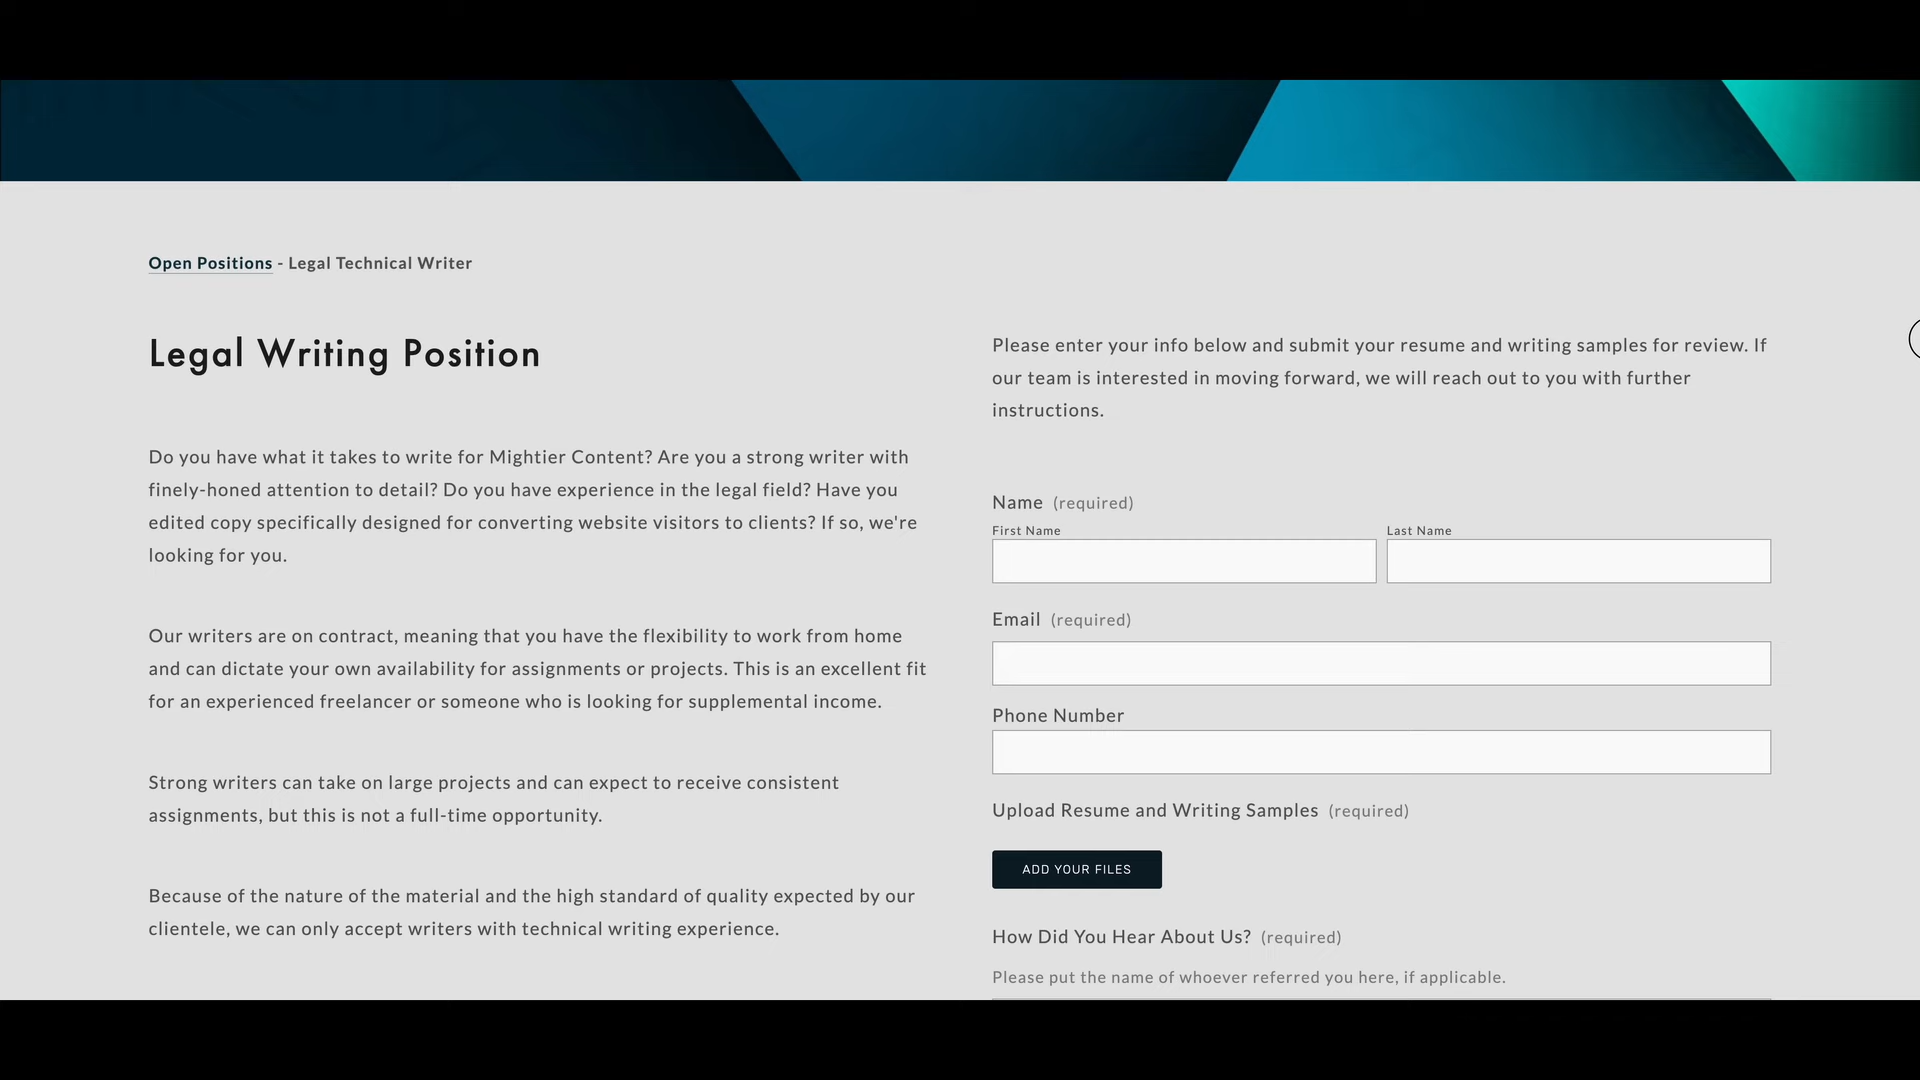 Open Positions - Legal Technical Writer
Legal Writing Position
Do you have what it takes to write for Mightier Content? Are you a strong writer with
finely-honed attention to detail? Do you have experience in the legal field? Have you
edited copy specifically designed for converting website visitors to clients? If so, we're
looking for you.
Our writers are on contract, meaning that you have the flexibility to work from home
and can dictate your own availability for assignments or projects. This is an excellent fit
for an experienced freelancer or someone who is looking for supplemental income.
Strong writers can take on large projects and can expect to receive consistent
assignments, but this is not a full-time opportunity.
Because of the nature of the material and the high standard of quality expected by our
clientele, we can only accept writers with technical writing experience.
Please enter your info below and submit your resume and writing samples for review. If
our team is interested in moving forward, we will reach out to you with further
instructions.
Name (required)
First Name
Last Name
Email (required)
Phone Number
Upload Resume and Writing Samples (required)
ADD YOUR FILES
How Did You Hear About Us? (required)
Please put the name of whoever referred you here, if applicable.